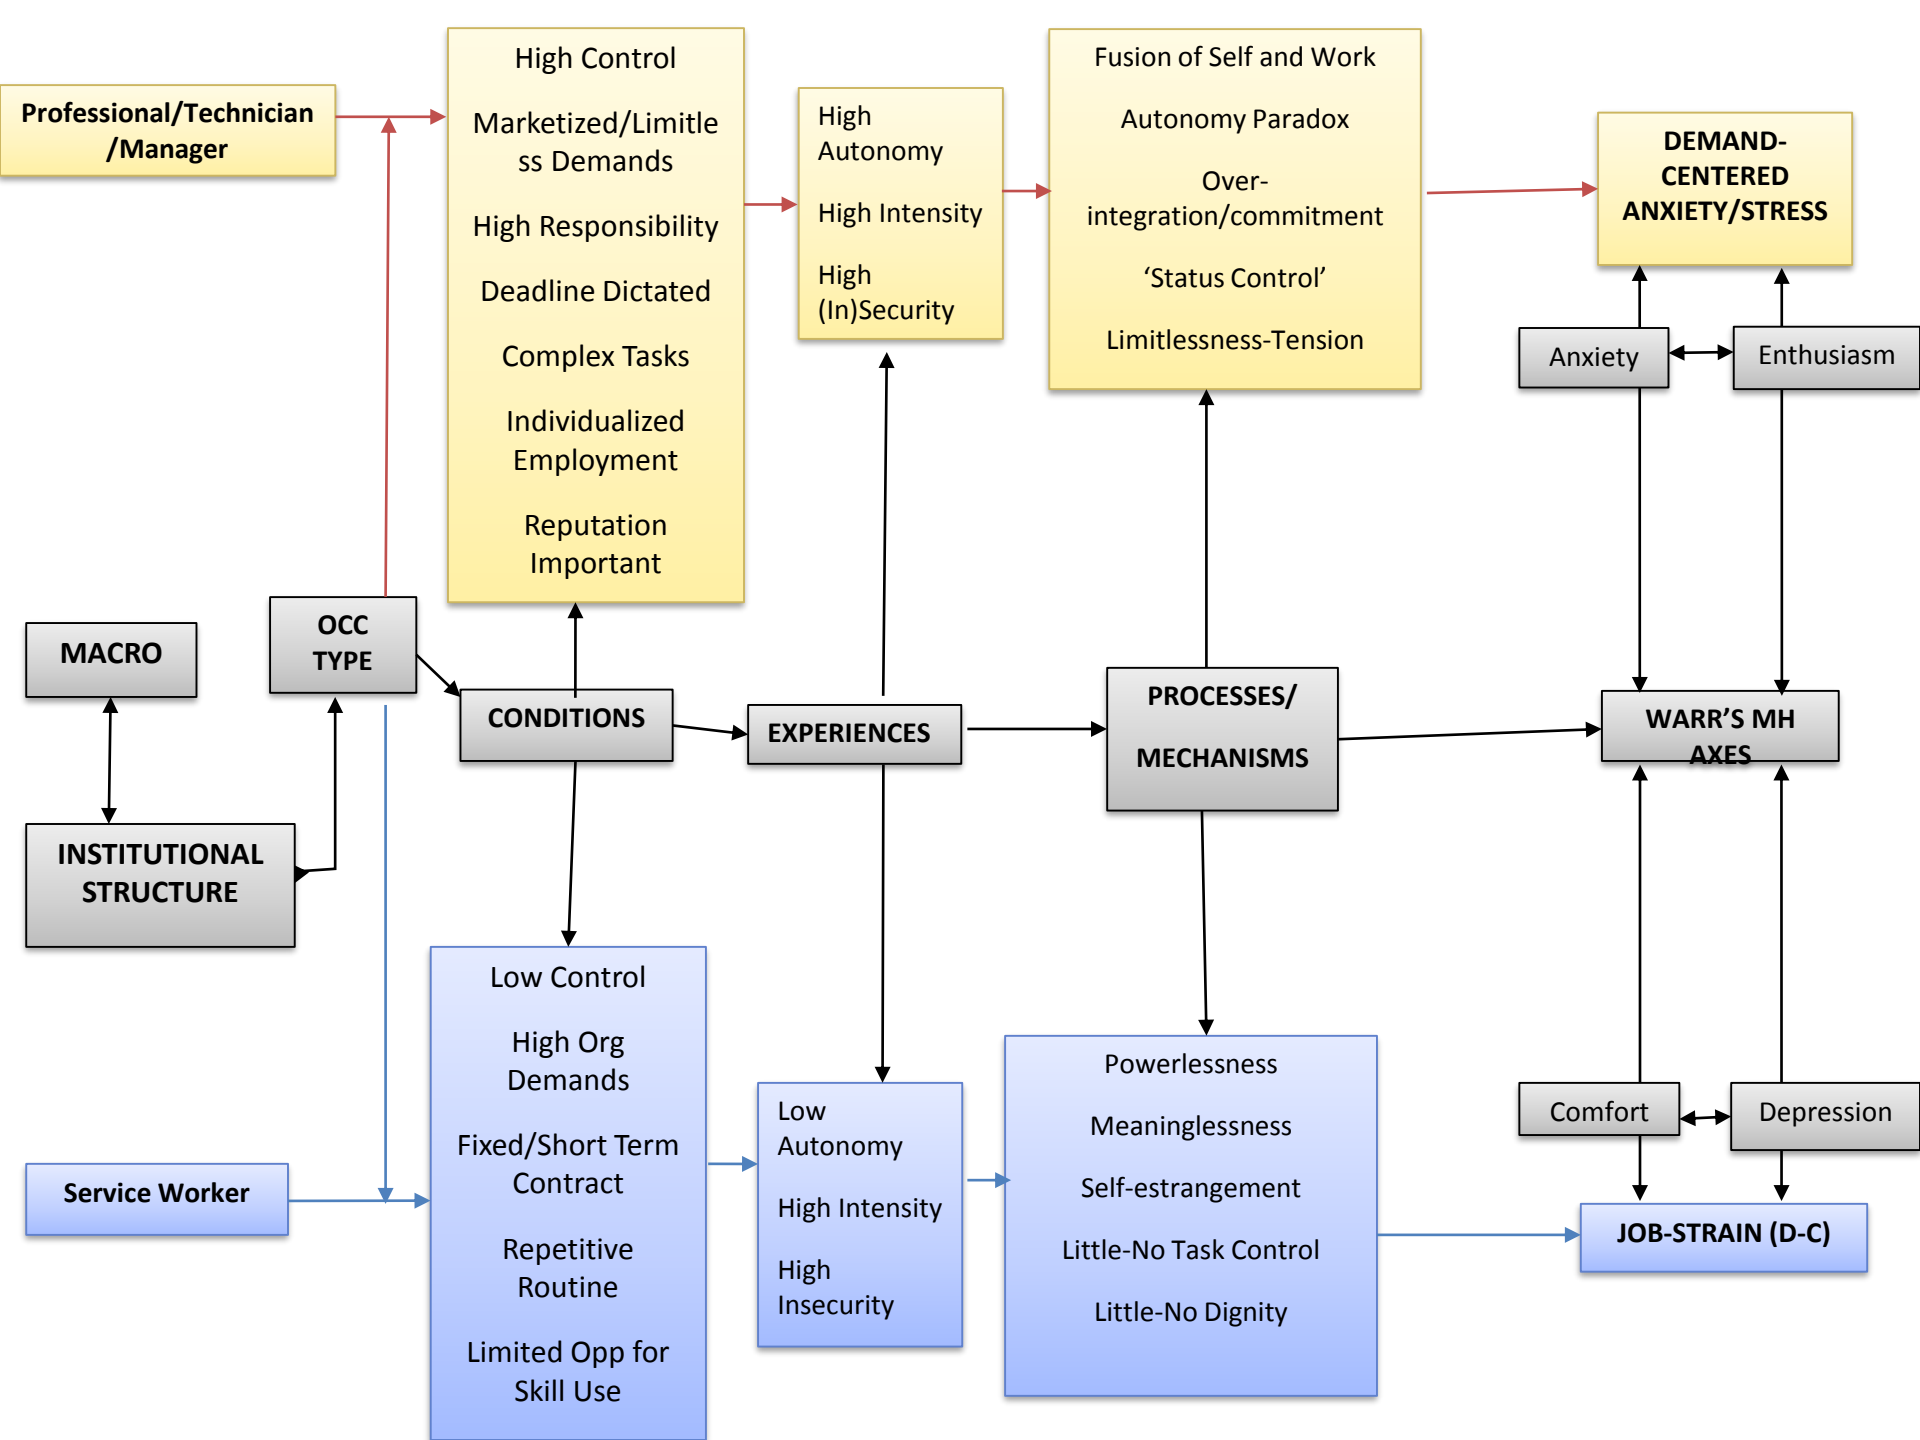 Professional/Technician
/Manager
High Control
Marketized/Limitle
ss Demands
High Responsibility
Deadline Dictated
Complex Tasks
Individualized
Employment
Reputation
Important
High
Autonomy
High Intensity
High
(In)Security
Fusion of Self and Work
Autonomy Paradox
Over-
integration/commitment
‘Status Control’
Limitlessness-Tension
DEMAND-
CENTERED
ANXIETY/STRESS
Anxiety
Enthusiasm
MACRO
INSTITUTIONAL
STRUCTURE
OCC
TYPE
CONDITIONS
EXPERIENCES
PROCESSES/
MECHANISMS
WARR’S MH
AXES
Service Worker
Low Control
High Org
Demands
Fixed/Short Term
Contract
Repetitive
Routine
Limited Opp for
Skill Use
Low
Autonomy
High Intensity
High
Insecurity
Powerlessness
Meaninglessness
Self-estrangement
Little-No Task Control
Little-No Dignity
Comfort
Depression
JOB-STRAIN (D-C)